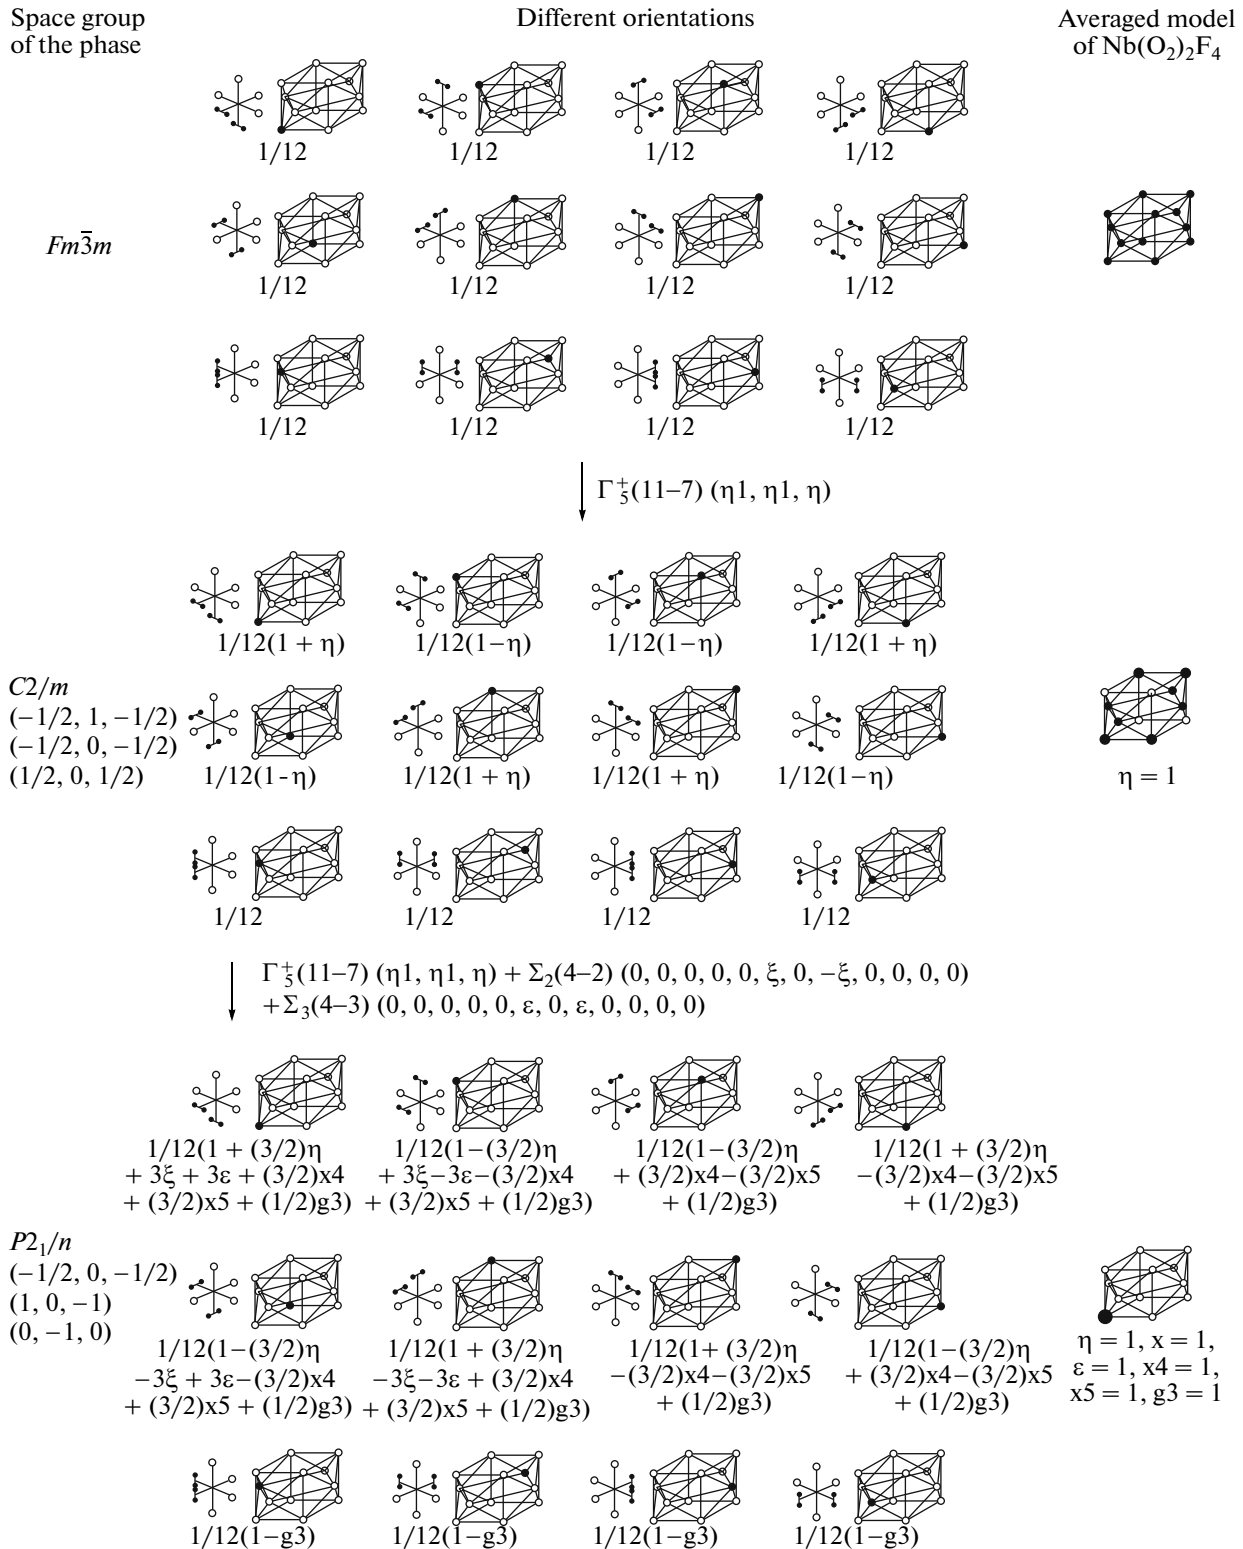 Space group
of the phase
Different orientations
Averaged model
of Nb(O₂)₂F₄
1/12 1/12 1/12 1/12
Fm3̅m
1/12 1/12 1/12 1/12
1/12 1/12 1/12 1/12
Γ₅⁺(11–7) (η1, η1, η)
1/12(1 + η) 1/12(1–η) 1/12(1–η) 1/12(1 + η)
C2/m
(–1/2, 1, –1/2)
(–1/2, 0, –1/2)
(1/2, 0, 1/2)
1/12(1-η) 1/12(1 + η) 1/12(1 + η) 1/12(1–η)
η = 1
1/12 1/12 1/12 1/12
Γ₅⁺(11–7) (η1, η1, η) + Σ₂(4–2) (0, 0, 0, 0, 0, ξ, 0, –ξ, 0, 0, 0, 0)
+Σ₃(4–3) (0, 0, 0, 0, 0, ε, 0, ε, 0, 0, 0, 0)
1/12(1 + (3/2)η
+ 3ξ + 3ε + (3/2)x4
+ (3/2)x5 + (1/2)g3)
1/12(1–(3/2)η
+ 3ξ–3ε–(3/2)x4
+ (3/2)x5 + (1/2)g3)
1/12(1–(3/2)η
+ (3/2)x4–(3/2)x5
+ (1/2)g3)
1/12(1 + (3/2)η
–(3/2)x4–(3/2)x5
+ (1/2)g3)
P2₁/n
(–1/2, 0, –1/2)
(1, 0, –1)
(0, –1, 0)
1/12(1–(3/2)η
–3ξ + 3ε–(3/2)x4
+ (3/2)x5 + (1/2)g3)
1/12(1 + (3/2)η
–3ξ–3ε + (3/2)x4
+ (3/2)x5 + (1/2)g3)
1/12(1+ (3/2)η
–(3/2)x4–(3/2)x5
+ (1/2)g3)
1/12(1–(3/2)η
+ (3/2)x4–(3/2)x5
+ (1/2)g3)
η = 1, x = 1,
ε = 1, x4 = 1,
x5 = 1, g3 = 1
1/12(1–g3) 1/12(1–g3) 1/12(1–g3) 1/12(1–g3)